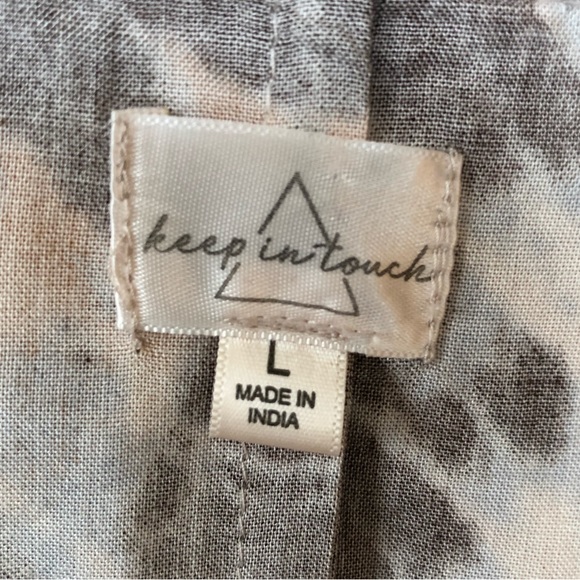 keep in touch
L
MADE IN
INDIA